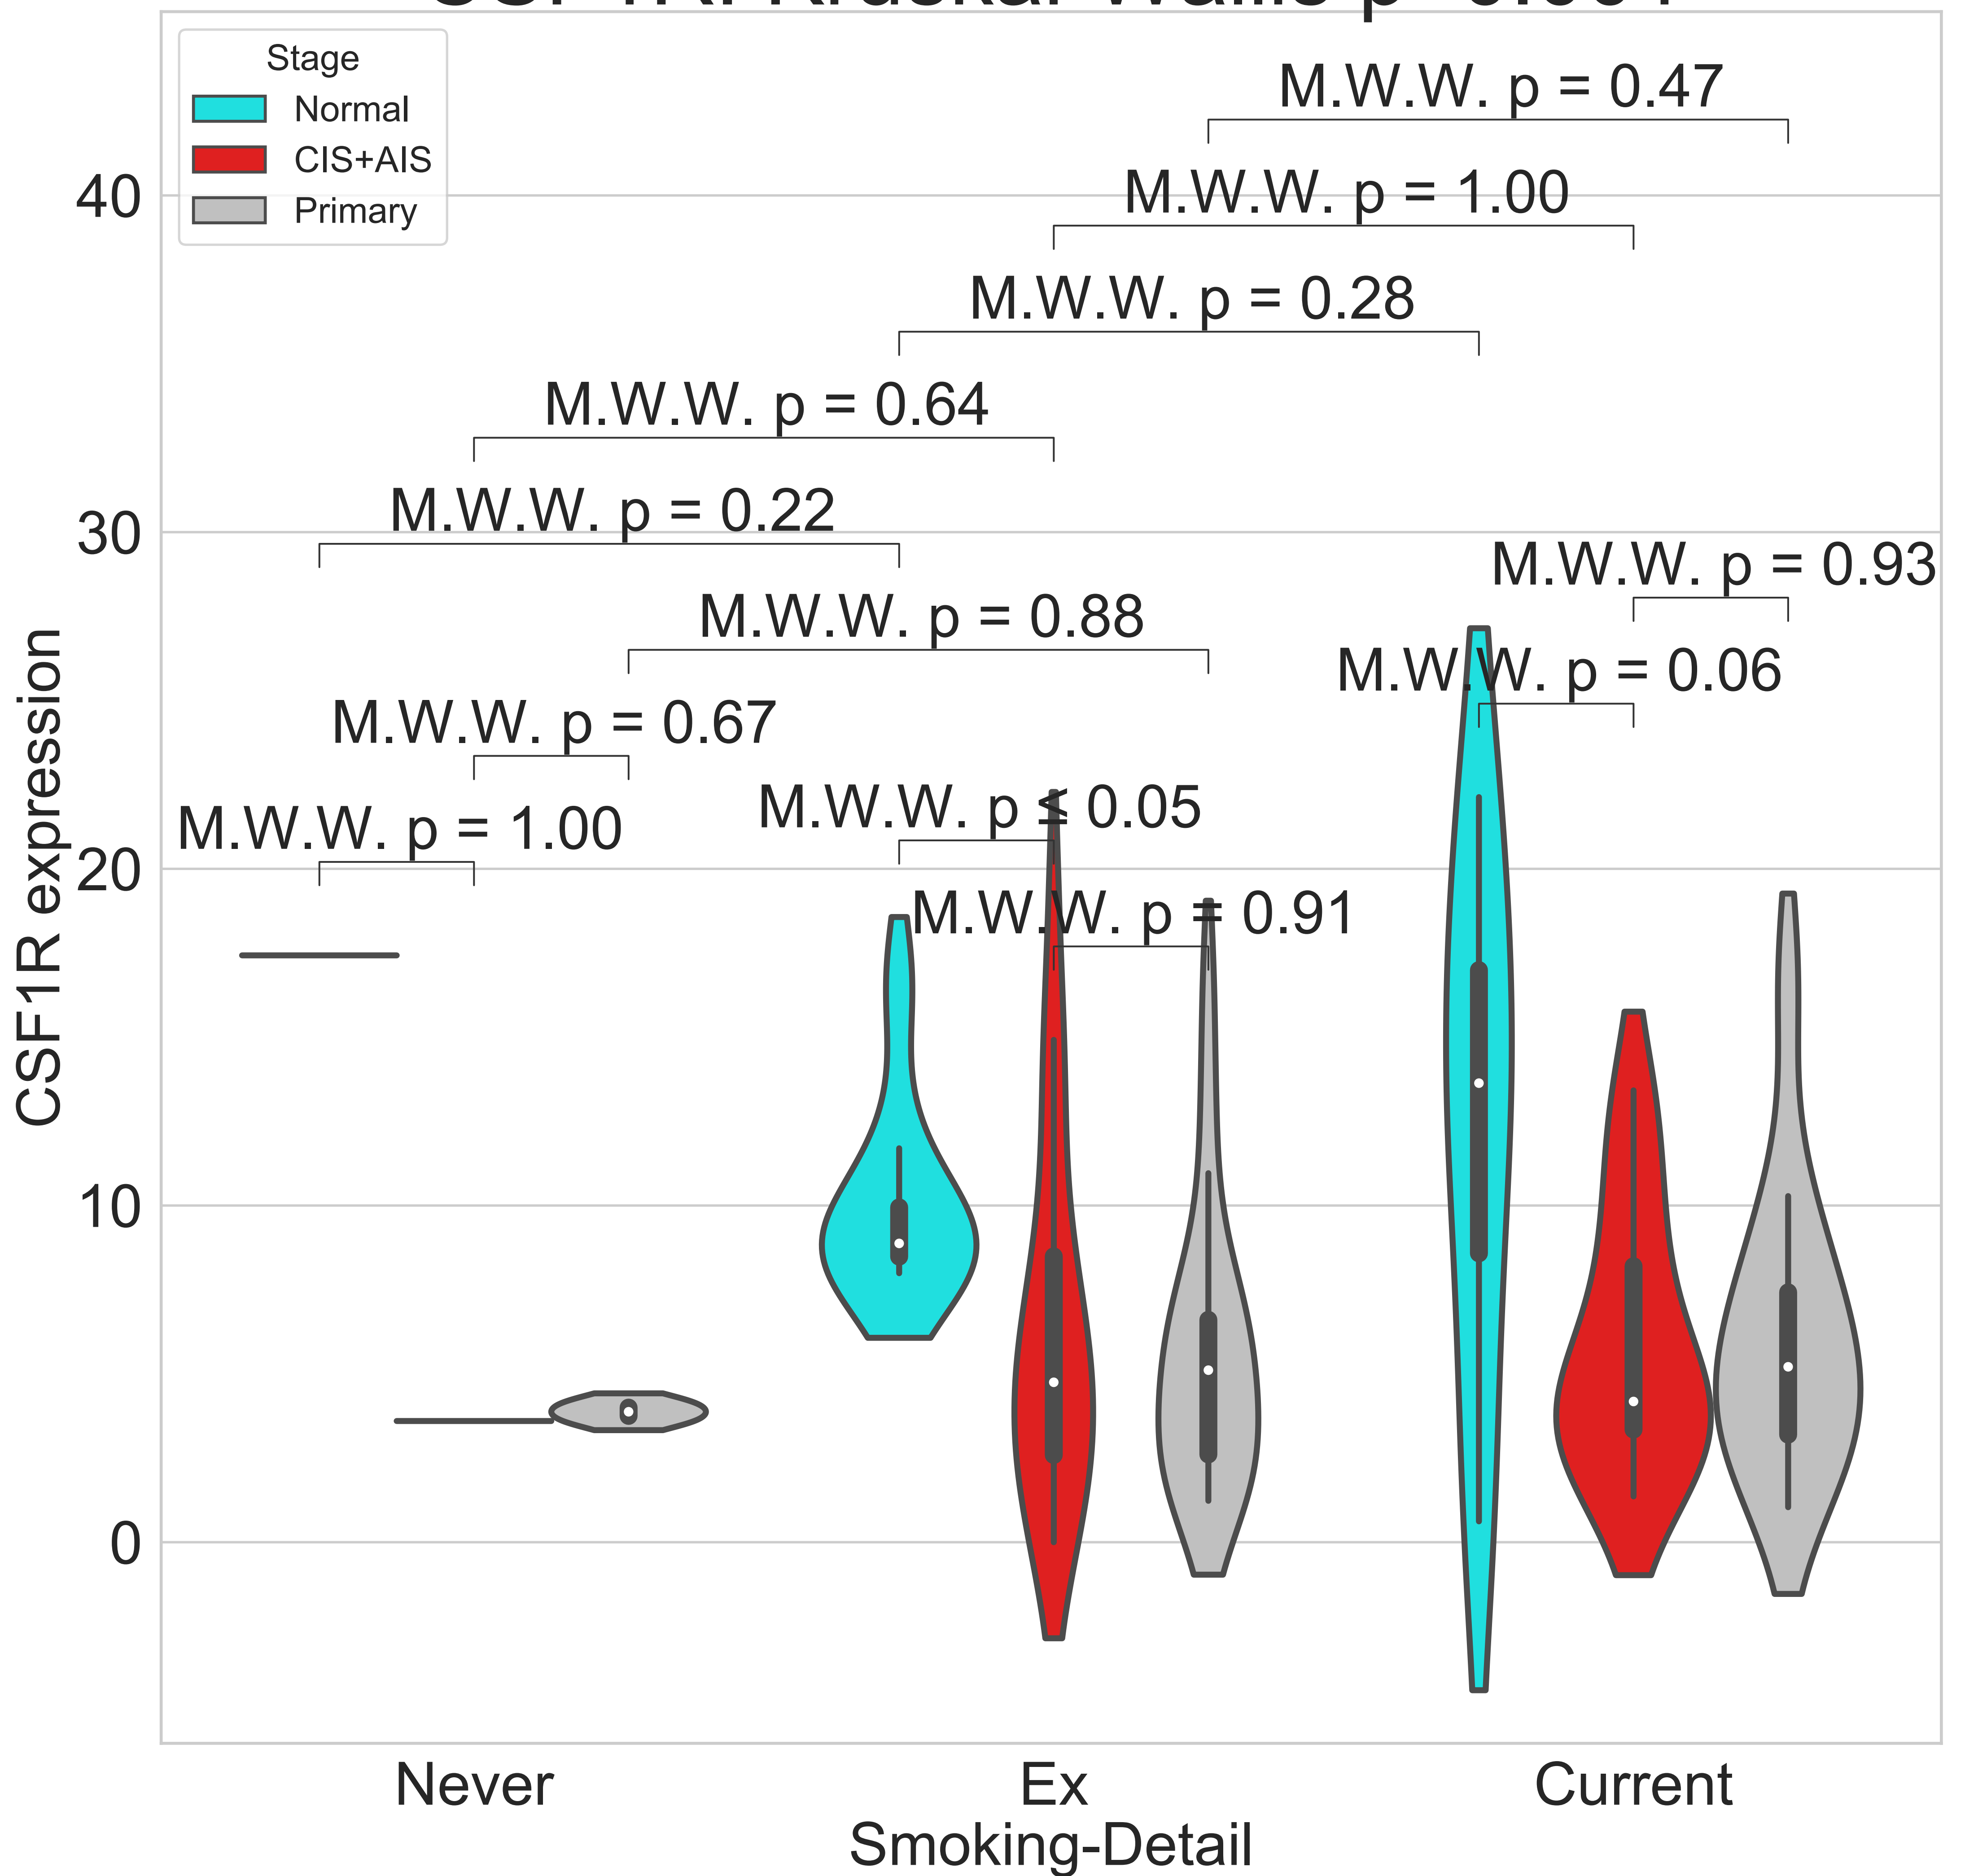 Stage
Normal
CIS+AIS
Primary
M.W.W. p = 0.47
M.W.W. p = 1.00
M.W.W. p = 0.28
M.W.W. p = 0.64
M.W.W. p = 0.22
M.W.W. p = 0.93
M.W.W. p = 0.88
M.W.W. p = 0.06
M.W.W. p = 0.67
M.W.W. p ≤ 0.05
M.W.W. p = 1.00
M.W.W. p = 0.91
40
30
20
10
0
CSF1R expression
Never
Ex
Current
Smoking-Detail